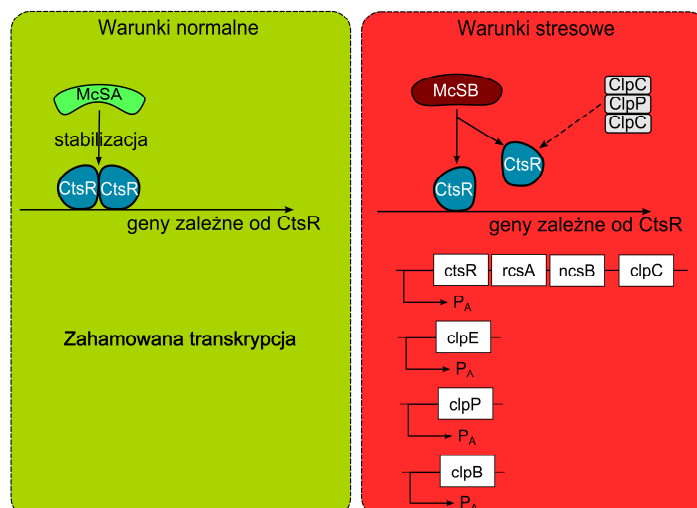 Warunki normalne
McSA
stabilizacja
CtsR CtsR
geny zależne od CtsR
Zahamowana transkrypcja
Warunki stresowe
McSB
ClpC
ClpP
ClpC
CtsR
CtsR
geny zależne od CtsR
ctsR rcsA ncsB clpC
PA
clpE
PA
clpP
PA
clpB
PA